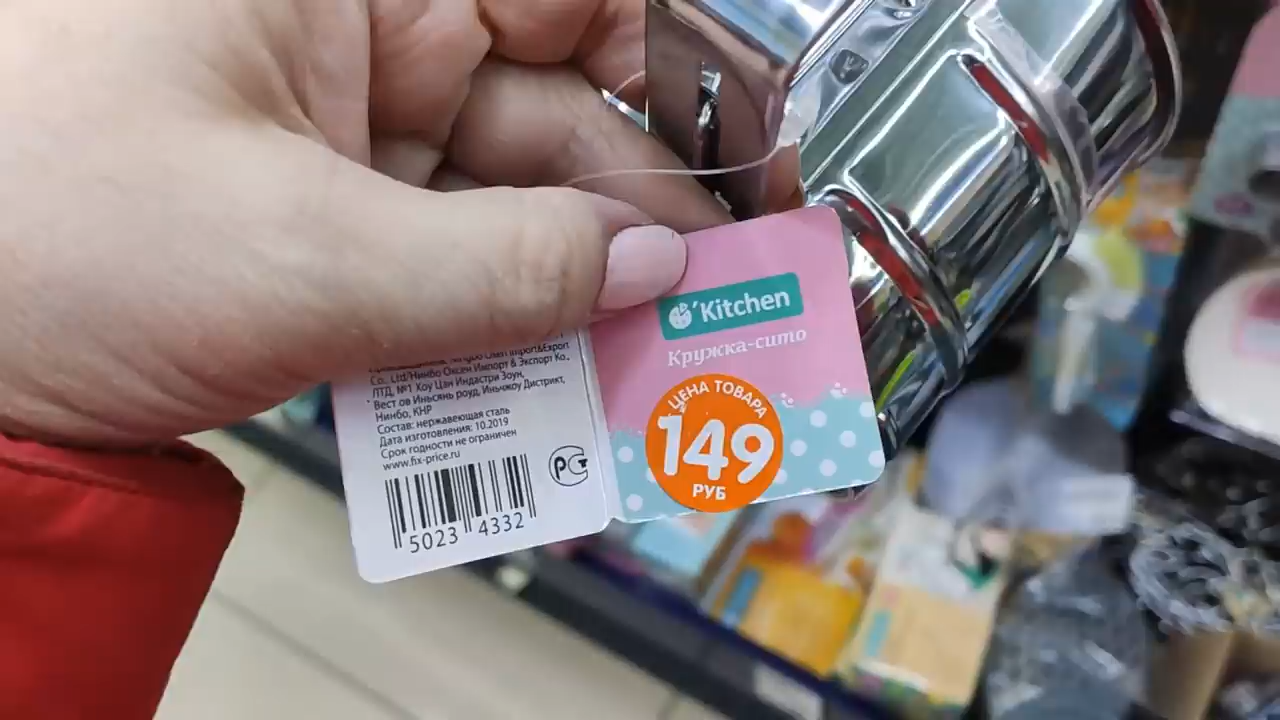 Co., Ltd/Нинбо Оксен Импорт & Экспорт Ко.,
ЛТД, №1 Хоу Цан Индастри Зоун,
Вест ов Иньсянь роуд, Иньчжоу Дистрикт,
Нинбо, КНР
Состав: нержавеющая сталь
Дата изготовления: 10.2019
Срок годности не ограничен
www.fix-price.ru
РСТ
5023 4332
'Kitchen
Кружка-сито
ЦЕНА ТОВАРА
149
РУБ